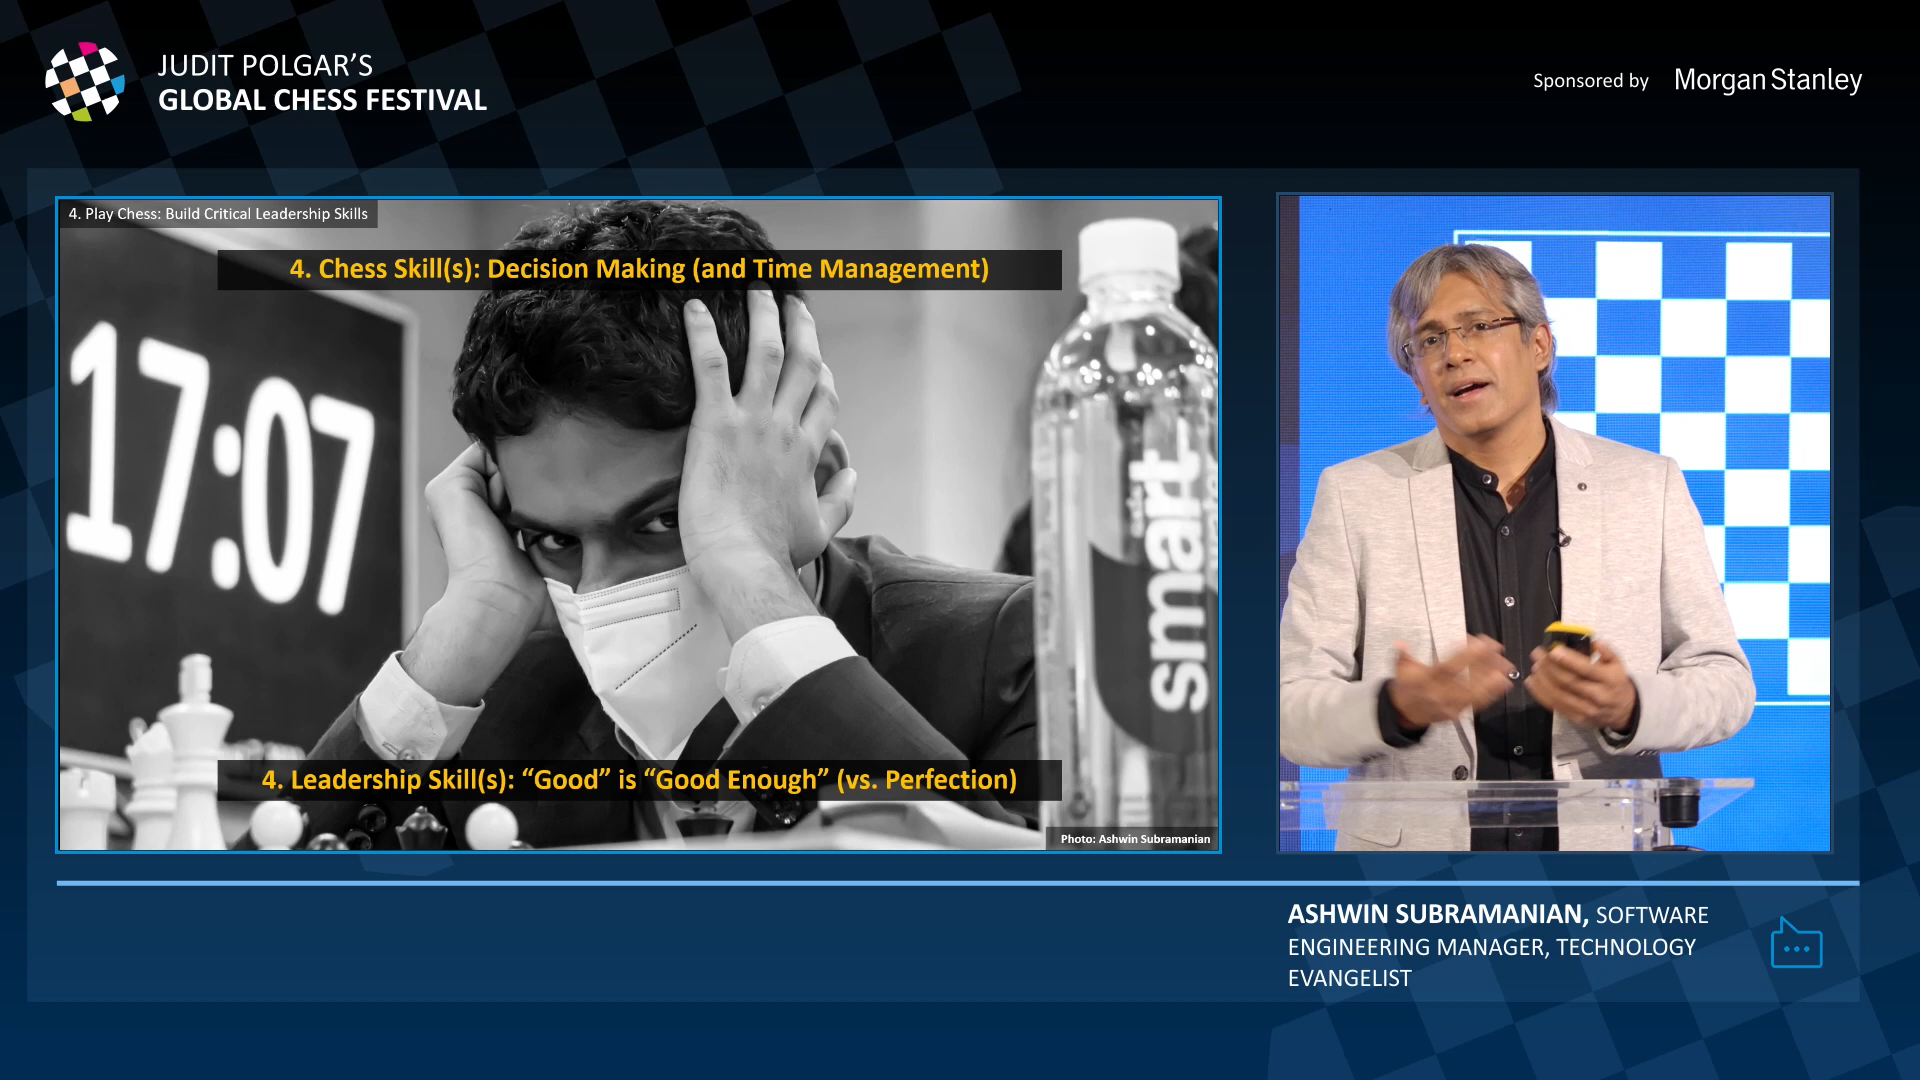 JUDIT POLGAR’S
GLOBAL CHESS FESTIVAL
Sponsored by Morgan Stanley
4. Play Chess: Build Critical Leadership Skills
4. Chess Skill(s): Decision Making (and Time Management)
17:07
smart
4. Leadership Skill(s): “Good” is “Good Enough” (vs. Perfection)
Photo: Ashwin Subramanian
ASHWIN SUBRAMANIAN, SOFTWARE
ENGINEERING MANAGER, TECHNOLOGY
EVANGELIST